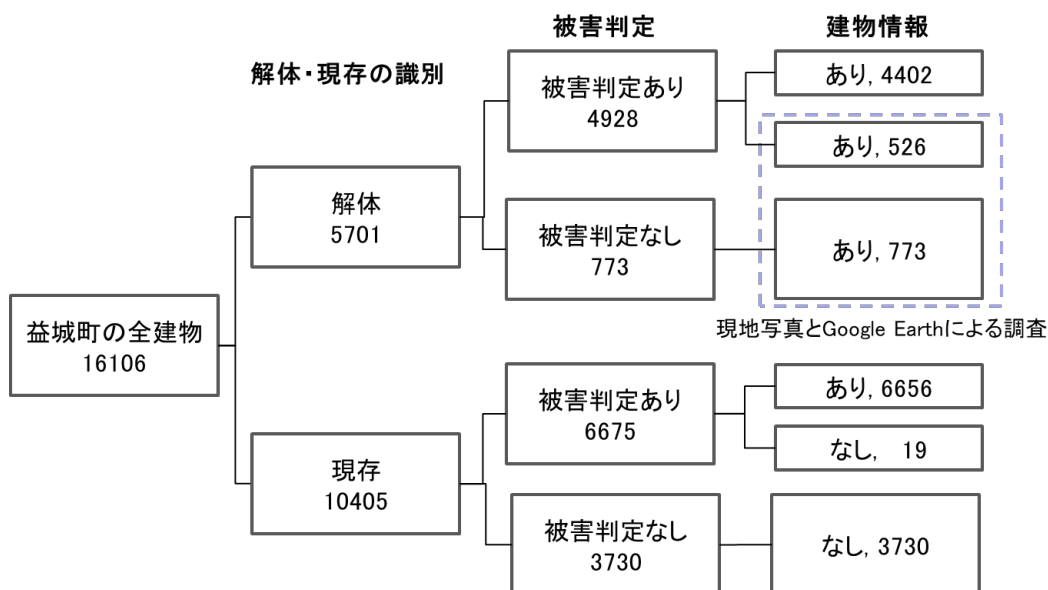 被害判定
建物情報
解体・現存の識別
被害判定あり
4928
あり, 4402
あり, 526
解体
5701
被害判定なし
773
あり, 773
現地写真とGoogle Earthによる調査
益城町の全建物
16106
被害判定あり
6675
あり, 6656
なし, 19
現存
10405
被害判定なし
3730
なし, 3730